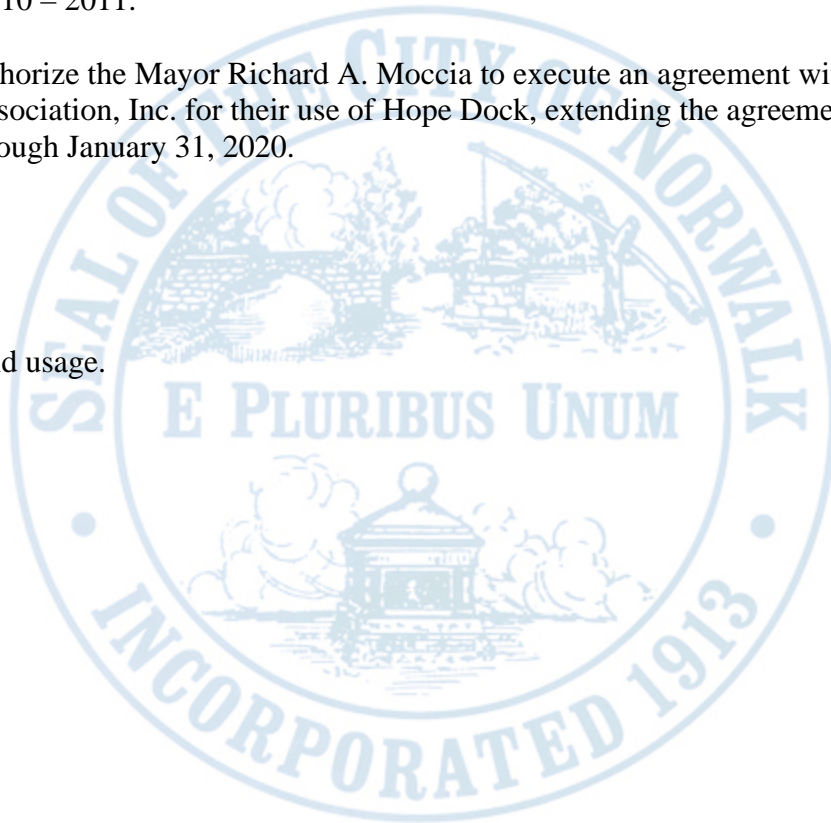 10 – 2011.
horize the Mayor Richard A. Moccia to execute an agreement wi
sociation, Inc. for their use of Hope Dock, extending the agreeme
ough January 31, 2020.
d usage.
SEAL OF THE CITY OF NORWALK
E PLURIBUS UNUM
INCORPORATED 1913